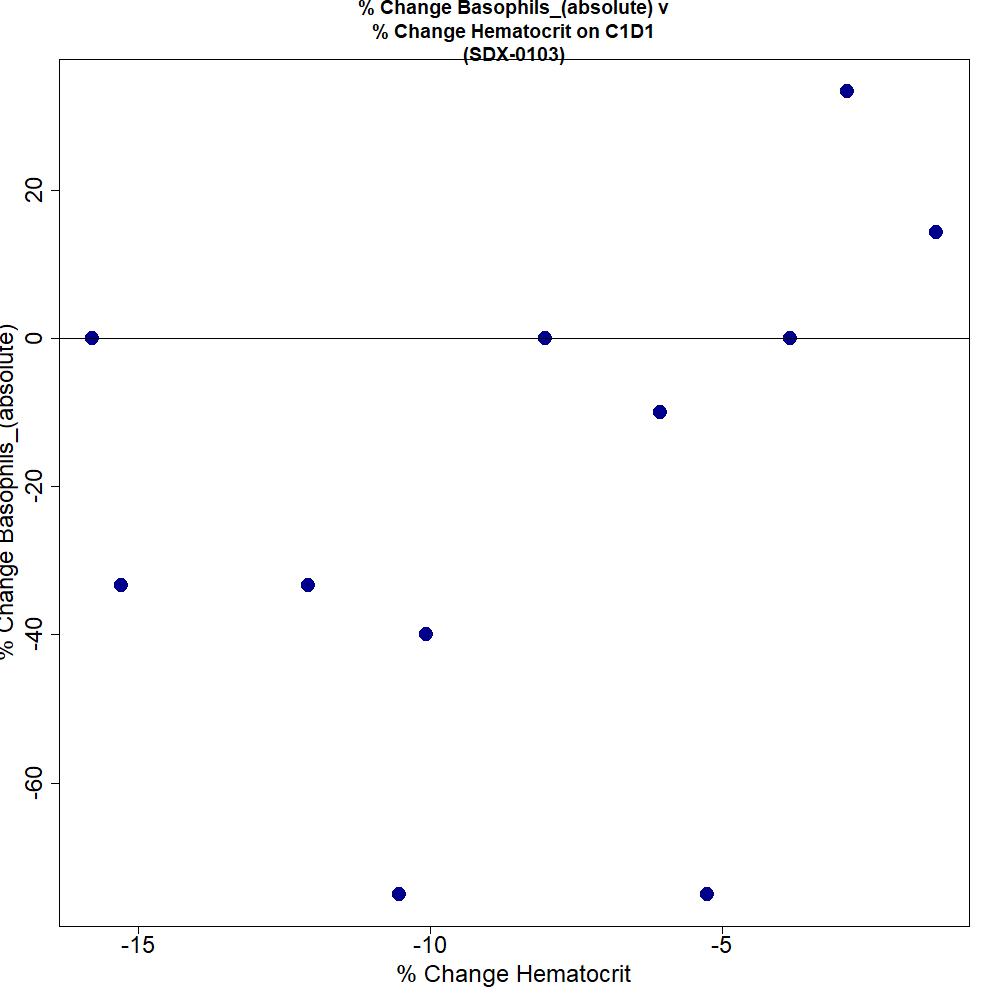 % Change Basophils_(absolute) v
% Change Hematocrit on C1D1
(SDX-0103)
% Change Basophils_(absolute)
20
0
-20
-40
-60
-15
-10
-5
% Change Hematocrit